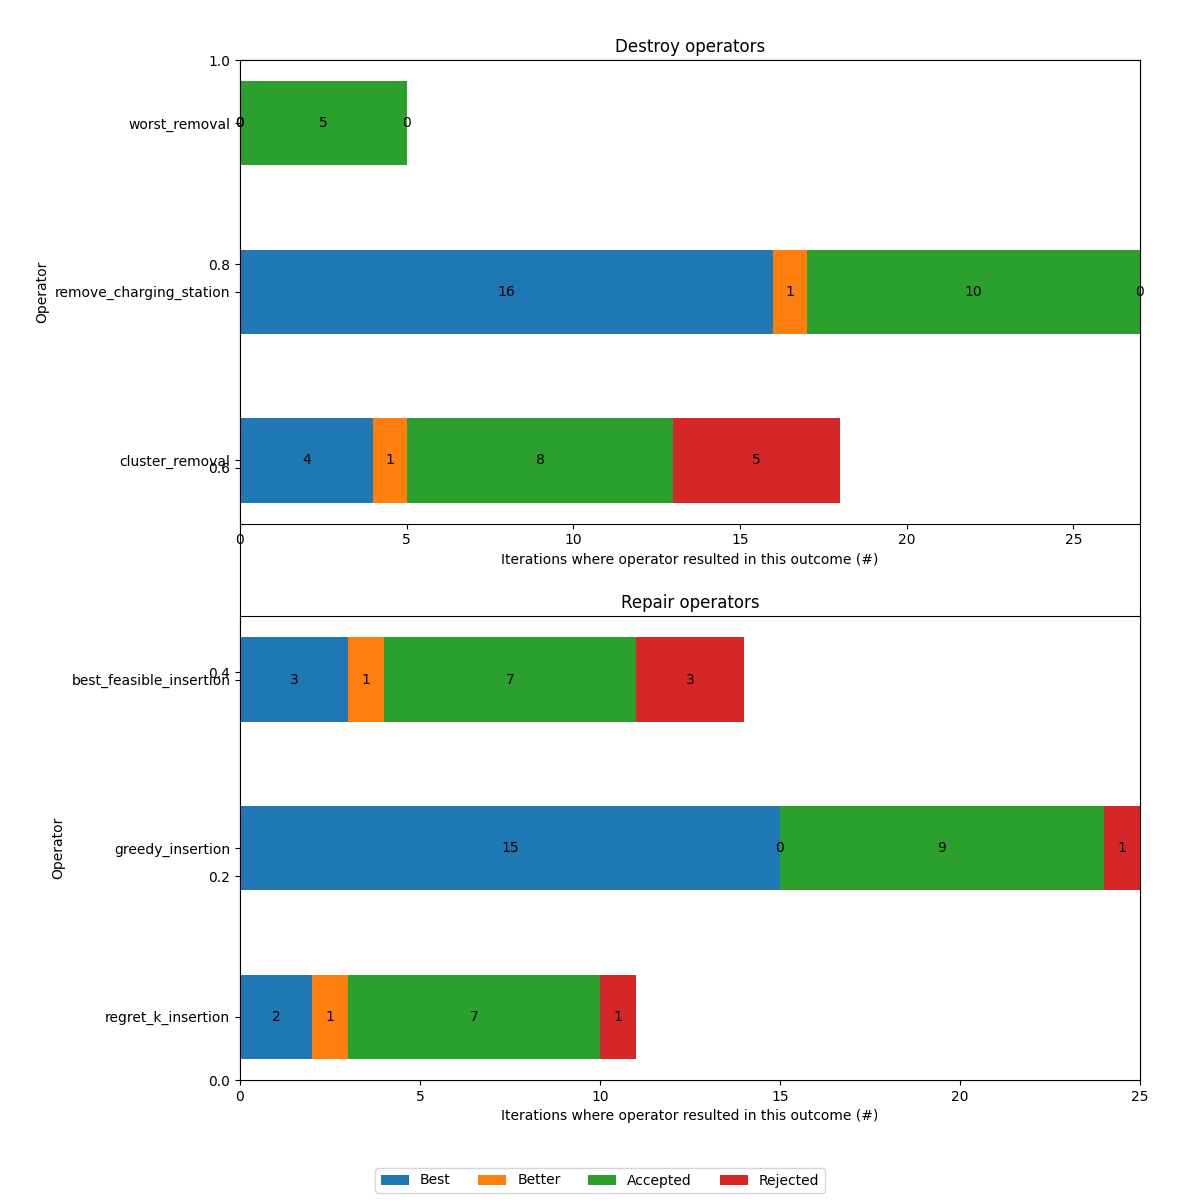 Destroy operators
1.0
worst_removal 0 0 5 0
0.8
Operator
remove_charging_station 16 1 10 0
cluster_removal 4 1 8 5
0.6
0 5 10 15 20 25
Iterations where operator resulted in this outcome (#)
Repair operators
0.4
best_feasible_insertion 3 1 7 3
Operator
greedy_insertion 15 0 9 1
0.2
regret_k_insertion 2 1 7 1
0.0
0 5 10 15 20 25
Iterations where operator resulted in this outcome (#)
Best Better Accepted Rejected